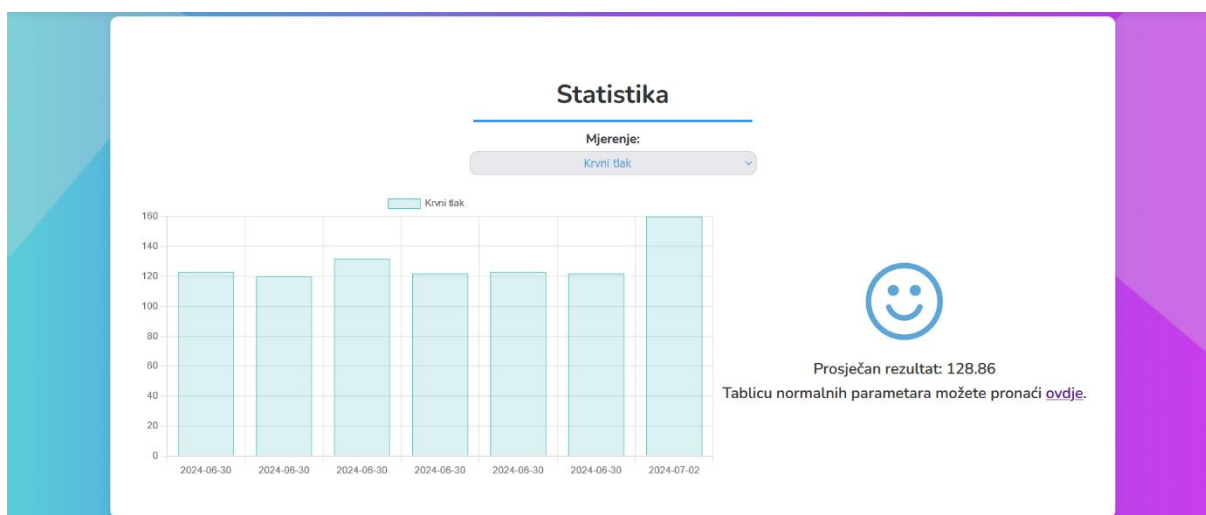 Statistika
Mjerenje:
Krvni tlak
Krvni tlak
160
140
120
100
80
60
40
20
0
2024-06-30 2024-06-30 2024-06-30 2024-06-30 2024-06-30 2024-06-30 2024-07-02
Prosječan rezultat: 128.86
Tablicu normalnih parametara možete pronaći ovdje.